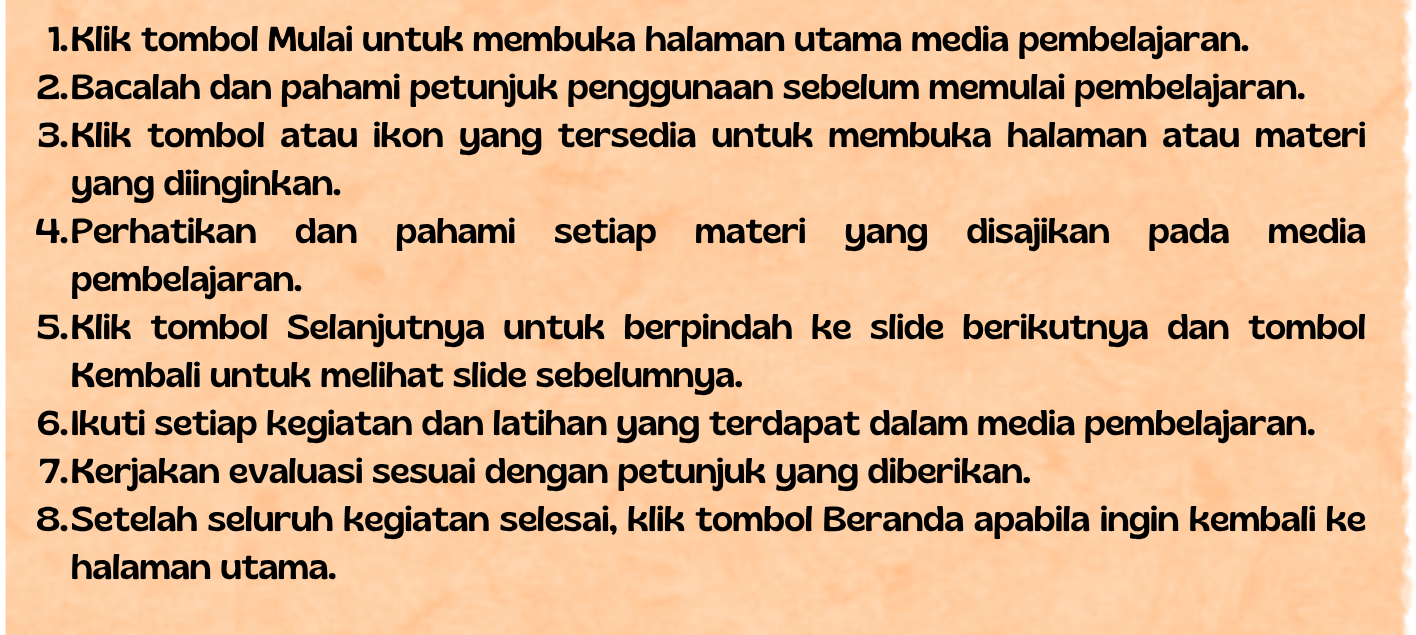 1.Klik tombol Mulai untuk membuka halaman utama media pembelajaran.
2.Bacalah dan pahami petunjuk penggunaan sebelum memulai pembelajaran.
3.Klik tombol atau ikon yang tersedia untuk membuka halaman atau materi
yang diinginkan.
4.Perhatikan dan pahami setiap materi yang disajikan pada media
pembelajaran.
5.Klik tombol Selanjutnya untuk berpindah ke slide berikutnya dan tombol
Kembali untuk melihat slide sebelumnya.
6.Ikuti setiap kegiatan dan latihan yang terdapat dalam media pembelajaran.
7.Kerjakan evaluasi sesuai dengan petunjuk yang diberikan.
8.Setelah seluruh kegiatan selesai, klik tombol Beranda apabila ingin kembali ke
halaman utama.